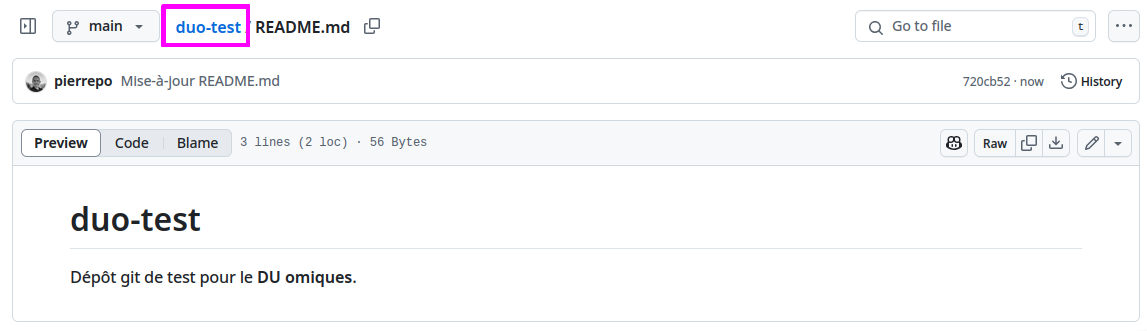 main duo-test / README.md Go to file t
pierrepo Mise-à-jour README.md 720cb52 · now History
Preview Code Blame 3 lines (2 loc) · 56 Bytes Raw
duo-test
Dépôt git de test pour le DU omiques.